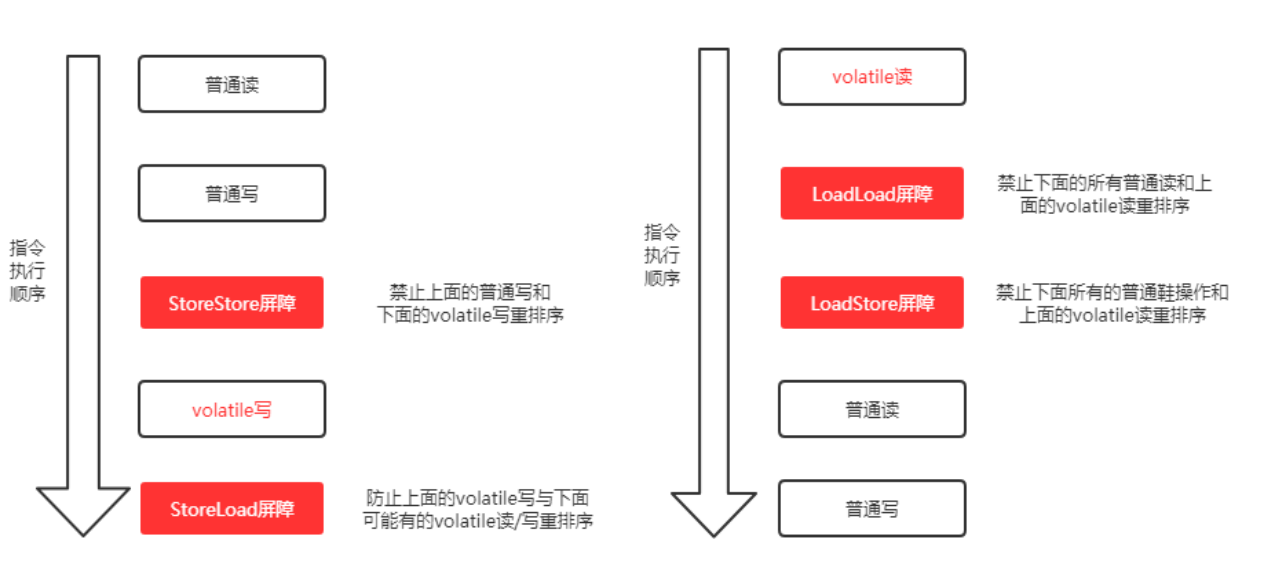 普通读
普通写
指令
执行
顺序
StoreStore屏障
禁止上面的普通写和
下面的volatile写重排序
volatile写
StoreLoad屏障
防止上面的volatile写与下面
可能有的volatile读/写重排序
volatile读
LoadLoad屏障
禁止下面的所有普通读和上
面的volatile读重排序
指令
执行
顺序
LoadStore屏障
禁止下面所有的普通鞋操作和
上面的volatile读重排序
普通读
普通写